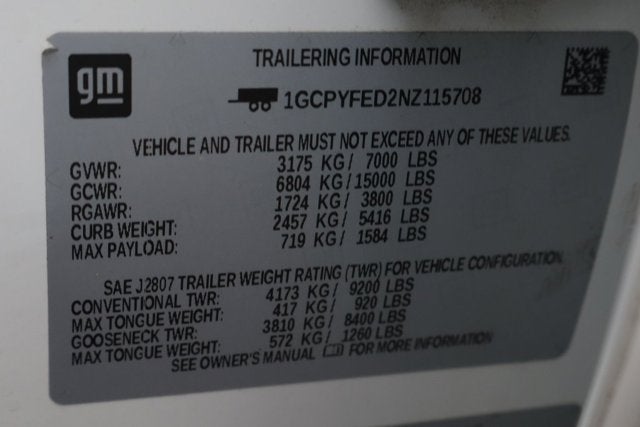 gm
TRAILERING INFORMATION
1GCPYFED2NZ115708
VEHICLE AND TRAILER MUST NOT EXCEED ANY OF THESE VALUES.
GVWR: 3175 KG / 7000 LBS
GCWR: 6804 KG / 15000 LBS
RGAWR: 1724 KG / 3800 LBS
CURB WEIGHT: 2457 KG / 5416 LBS
MAX PAYLOAD: 719 KG / 1584 LBS
SAE J2807 TRAILER WEIGHT RATING (TWR) FOR VEHICLE CONFIGURATION.
CONVENTIONAL TWR: 4173 KG / 9200 LBS
MAX TONGUE WEIGHT: 417 KG / 920 LBS
GOOSENECK TWR: 3810 KG / 8400 LBS
MAX TONGUE WEIGHT: 572 KG / 1260 LBS
SEE OWNER'S MANUAL FOR MORE INFORMATION